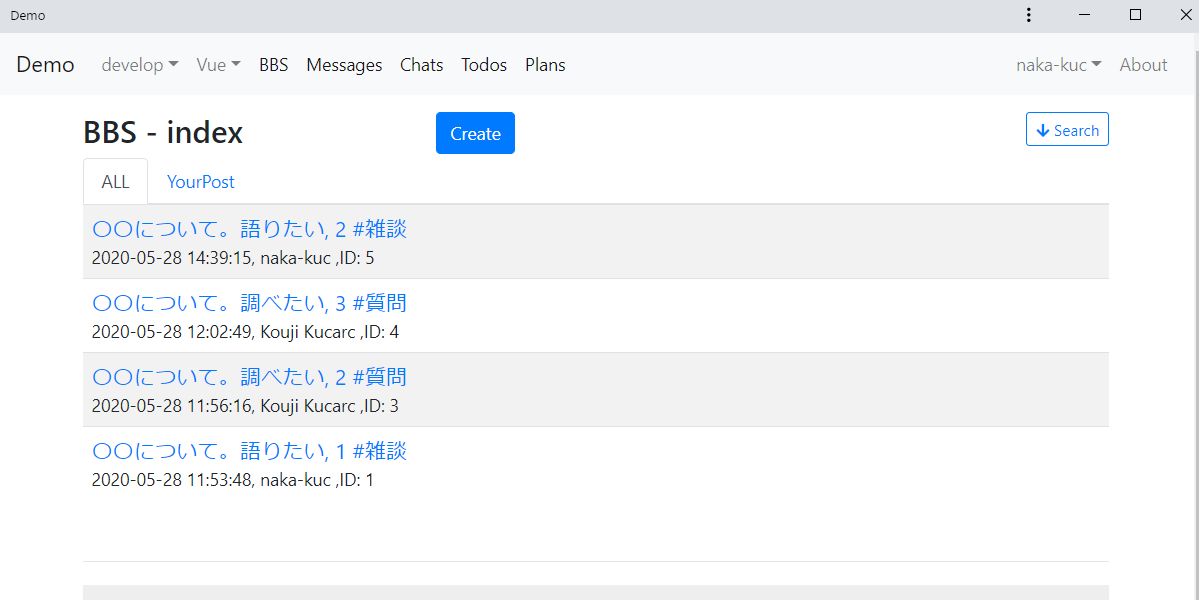 Demo
Demo develop Vue BBS Messages Chats Todos Plans naka-kuc About
BBS - index Create Search
ALL YourPost
〇〇について。語りたい, 2 #雑談
2020-05-28 14:39:15, naka-kuc ,ID: 5
〇〇について。調べたい, 3 #質問
2020-05-28 12:02:49, Kouji Kucarc ,ID: 4
〇〇について。調べたい, 2 #質問
2020-05-28 11:56:16, Kouji Kucarc ,ID: 3
〇〇について。語りたい, 1 #雑談
2020-05-28 11:53:48, naka-kuc ,ID: 1